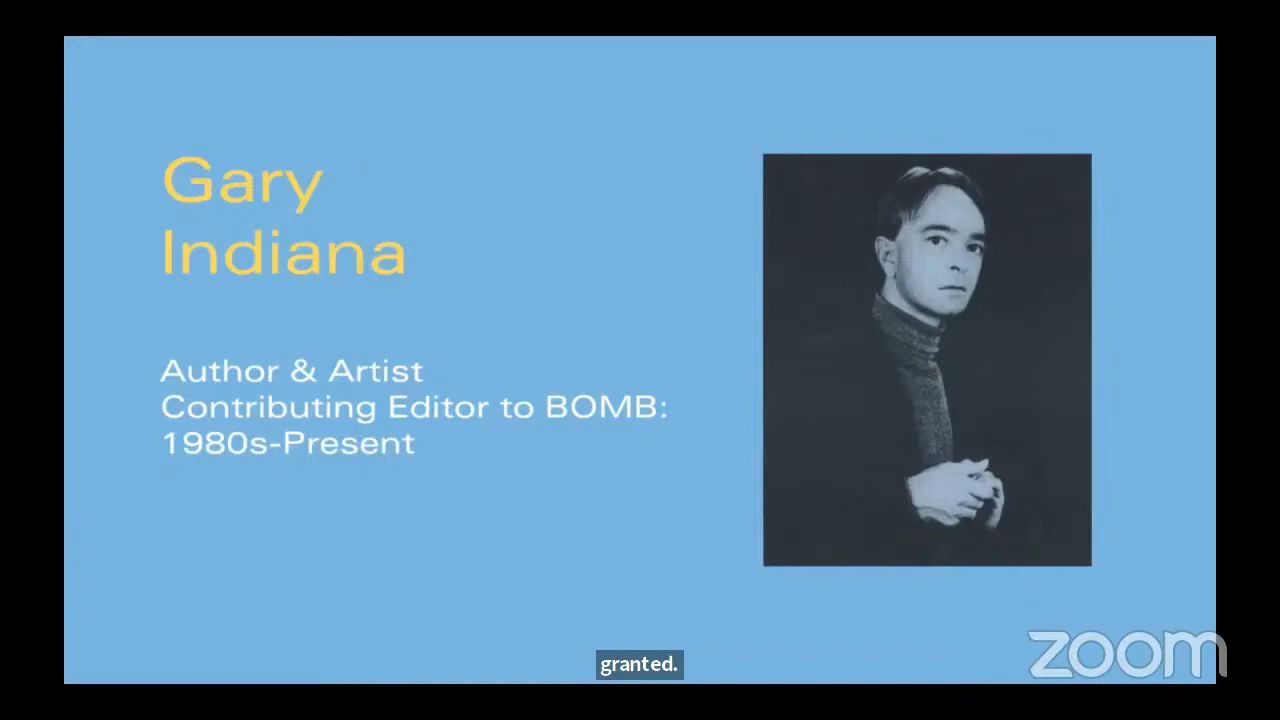 Gary
Indiana
Author & Artist
Contributing Editor to BOMB:
1980s-Present
granted.
zoom